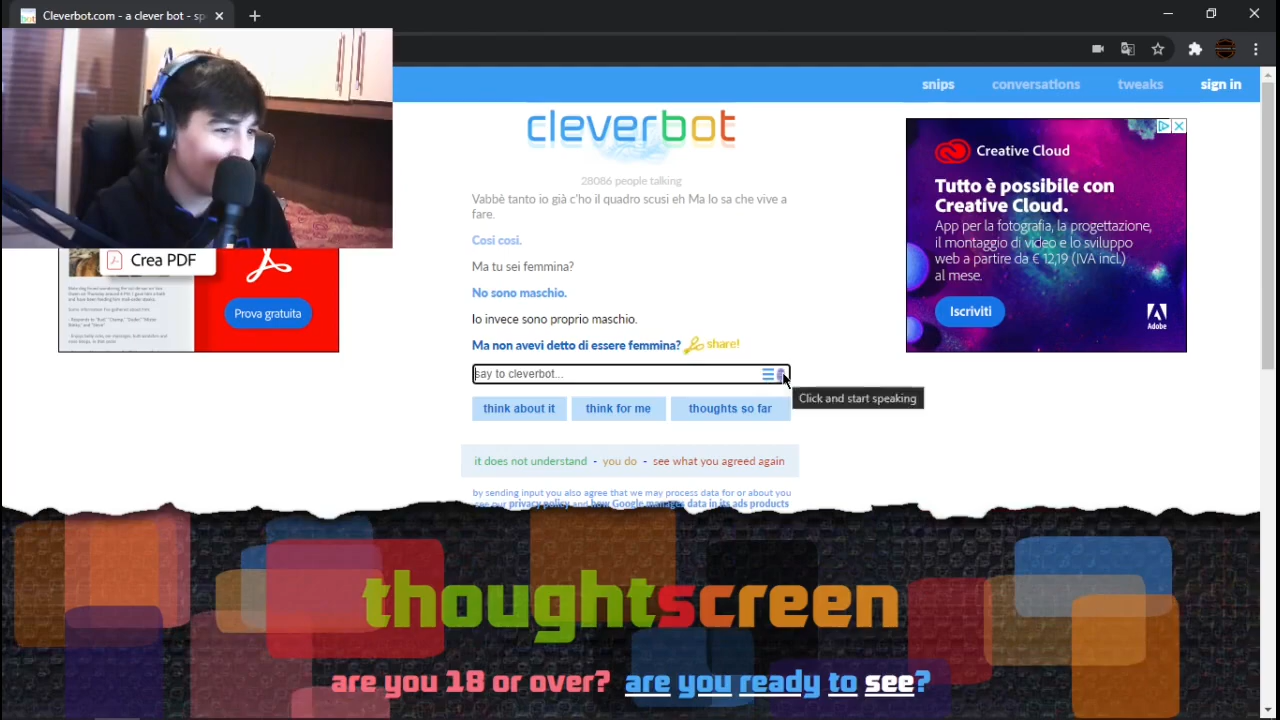 Cleverbot.com - a clever bot - sp
snips
conversations
tweaks
sign in
cleverbot
28086 people talking
Vabbè tanto io già c'ho il quadro scusi eh Ma lo sa che vive a
fare.
Cosi cosi.
Ma tu sei femmina?
No sono maschio.
Io invece sono proprio maschio.
Ma non avevi detto di essere femmina?
share!
say to cleverbot...
Click and start speaking
think about it
think for me
thoughts so far
it does not understand - you do - see what you agreed again
by sending input you also agree that we may process data for or about you
see our privacy policy and how Google manages data in its ads products
Crea PDF
Prova gratuita
Creative Cloud
Tutto è possibile con
Creative Cloud.
App per la fotografia, la progettazione,
il montaggio di video e lo sviluppo
web a partire da € 12,19 (IVA incl.)
al mese.
Iscriviti
Adobe
thoughtscreen
are you 18 or over? are you ready to see?